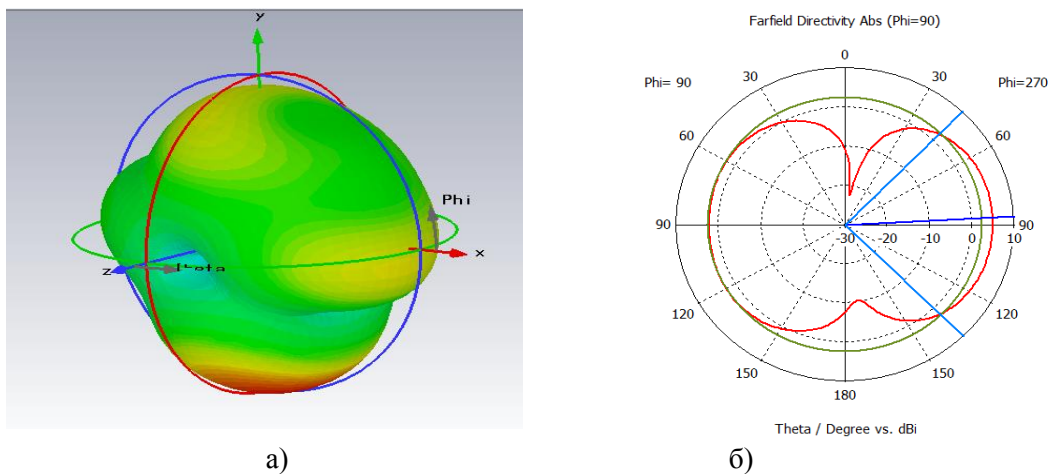 y
Phi
x
z
Theta
Farfield Directivity Abs (Phi=90)
0
30
30
Phi= 90
Phi=270
60
60
90
-30
-20
-10
0
10
90
120
120
150
150
180
Theta / Degree vs. dBi
а)
б)